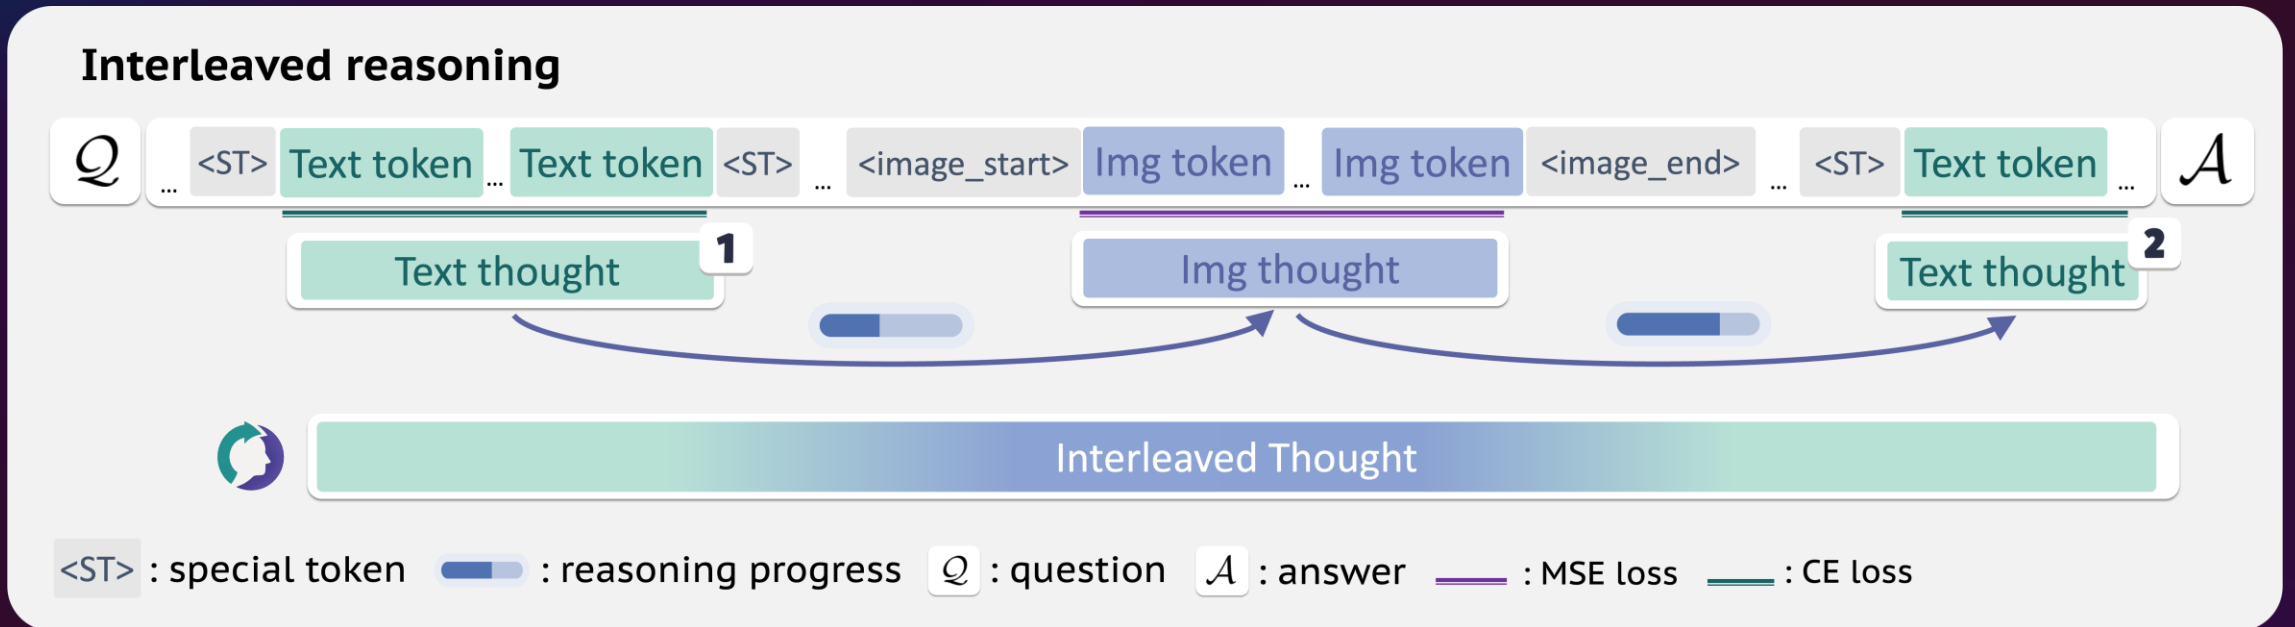 Interleaved reasoning
Q ... <ST> Text token ... Text token <ST> ... <image_start> Img token ... Img token <image_end> ... <ST> Text token ... A
Text thought 1 Img thought Text thought 2
Interleaved Thought
<ST> : special token : reasoning progress Q : question A : answer : MSE loss : CE loss